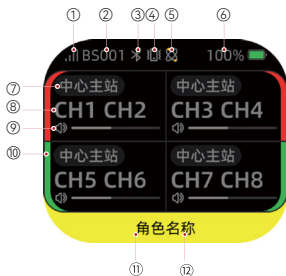 ① ② ③ ④ ⑤ ⑥
BS001 100%
⑦ 中心主站 中心主站
⑧ CH1 CH2 CH3 CH4
⑨
⑩ 中心主站 中心主站
CH5 CH6 CH7 CH8
角色名称
⑪ ⑫